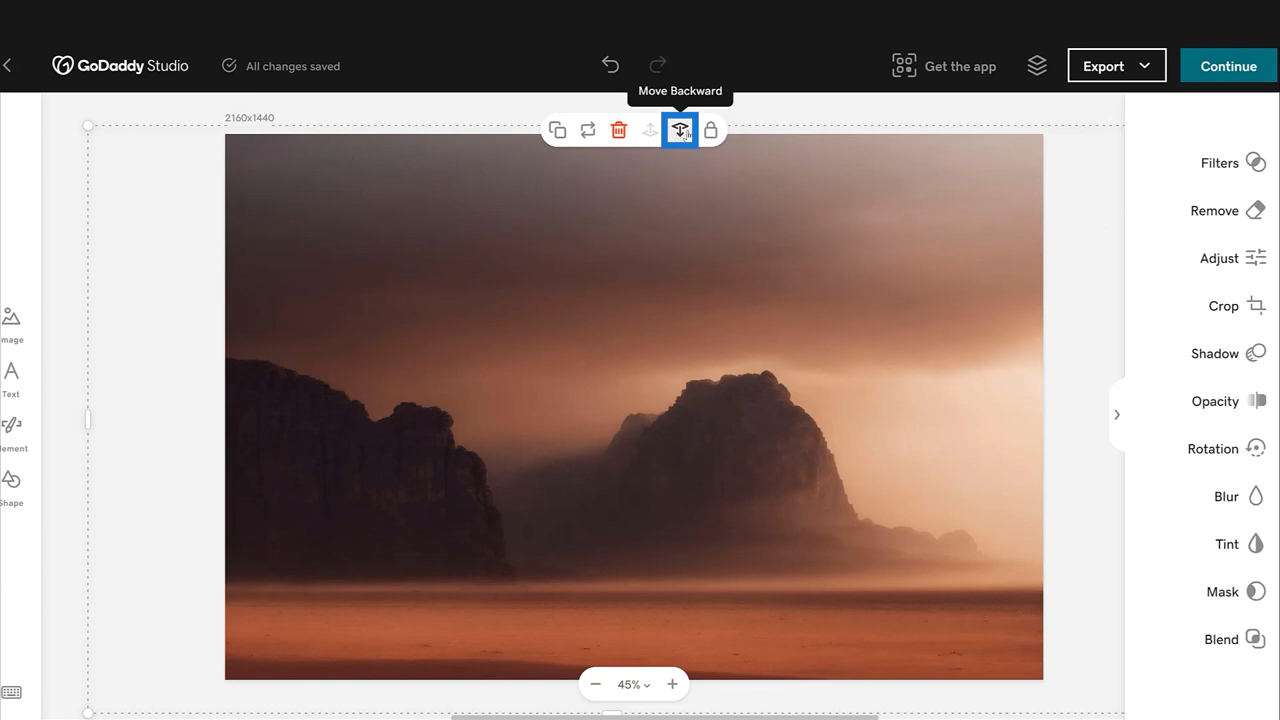 GoDaddy Studio
All changes saved
Get the app
Export
Continue
Move Backward
2160x1440
Filters
Remove
Adjust
Crop
Shadow
Opacity
Rotation
Blur
Tint
Mask
Blend
mage
Text
lement
Shape
45%